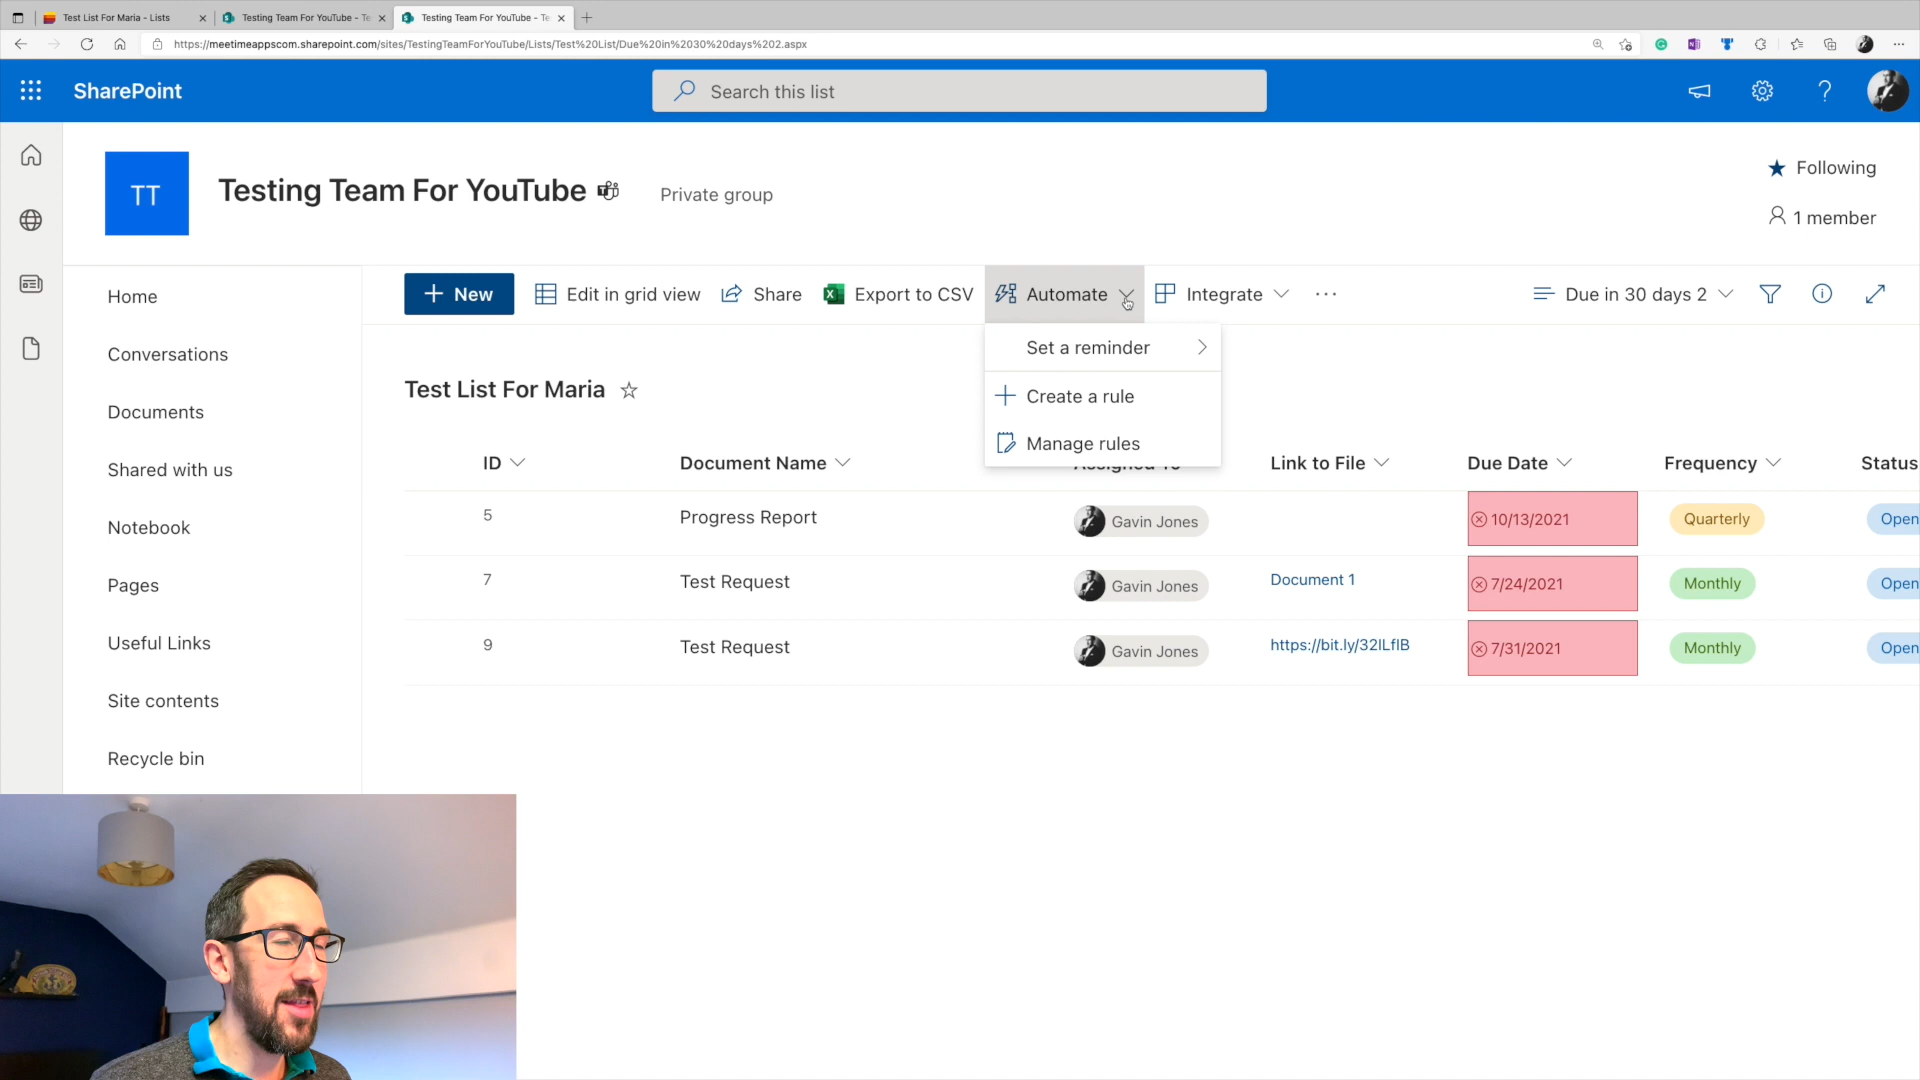 Test List For Maria - Lists
Testing Team For YouTube - Te
Testing Team For YouTube - Te
https://meetimeappscom.sharepoint.com/sites/TestingTeamForYouTube/Lists/Test%20List/Due%20in%2030%20days%202.aspx
SharePoint
Search this list
TT
Testing Team For YouTube
Private group
Following
1 member
Home
Conversations
Documents
Shared with us
Notebook
Pages
Useful Links
Site contents
Recycle bin
New
Edit in grid view
Share
Export to CSV
Automate
Integrate
Due in 30 days 2
Set a reminder
Create a rule
Manage rules
Test List For Maria
ID Document Name Assigned To Link to File Due Date Frequency Status
5 Progress Report Gavin Jones 10/13/2021 Quarterly Open
7 Test Request Gavin Jones Document 1 7/24/2021 Monthly Open
9 Test Request Gavin Jones https://bit.ly/32lLflB 7/31/2021 Monthly Open